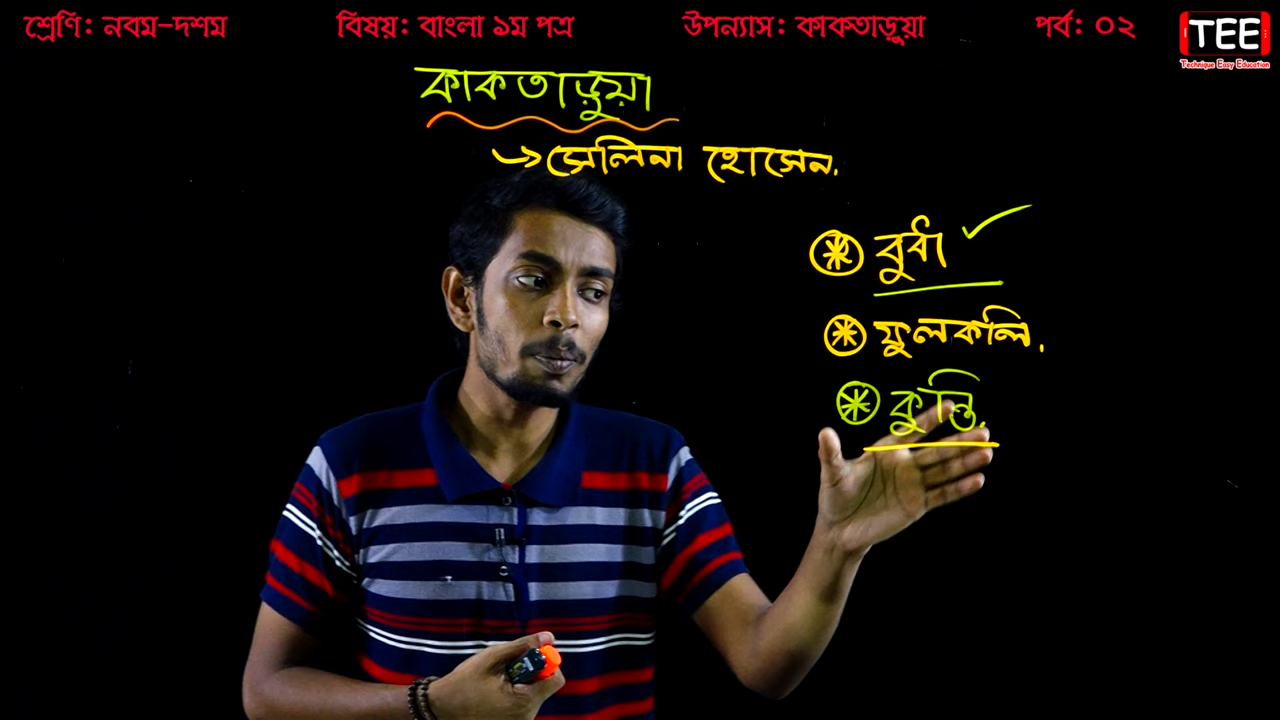 শ্রেণি: নবম-দশম বিষয়: বাংলা ১ম পত্র উপন্যাস: কাকতাড়ুয়া পর্ব: ০২
TEE
Technique Easy Education
কাকতাড়ুয়া
সেলিনা হোসেন.
বুধা
ফুলকলি.
কুন্তি.